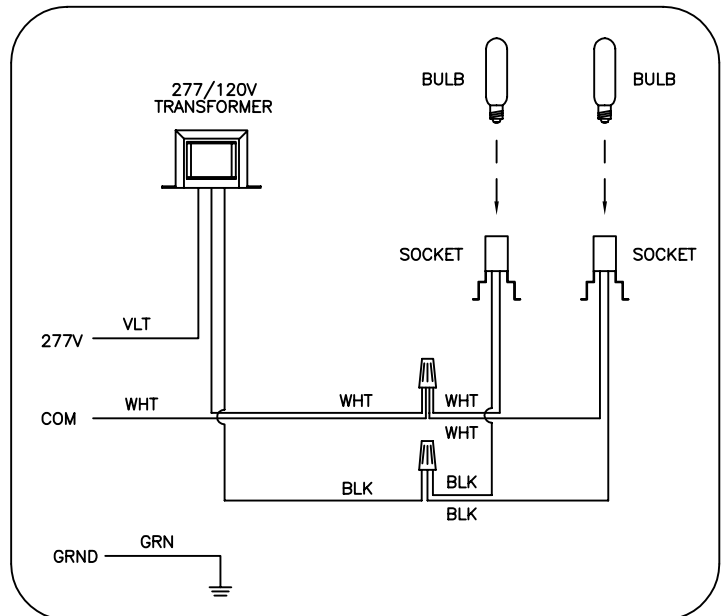 277/120V
TRANSFORMER
BULB
BULB
SOCKET
SOCKET
277V
VLT
COM
WHT
WHT
WHT
WHT
BLK
BLK
BLK
GRND
GRN